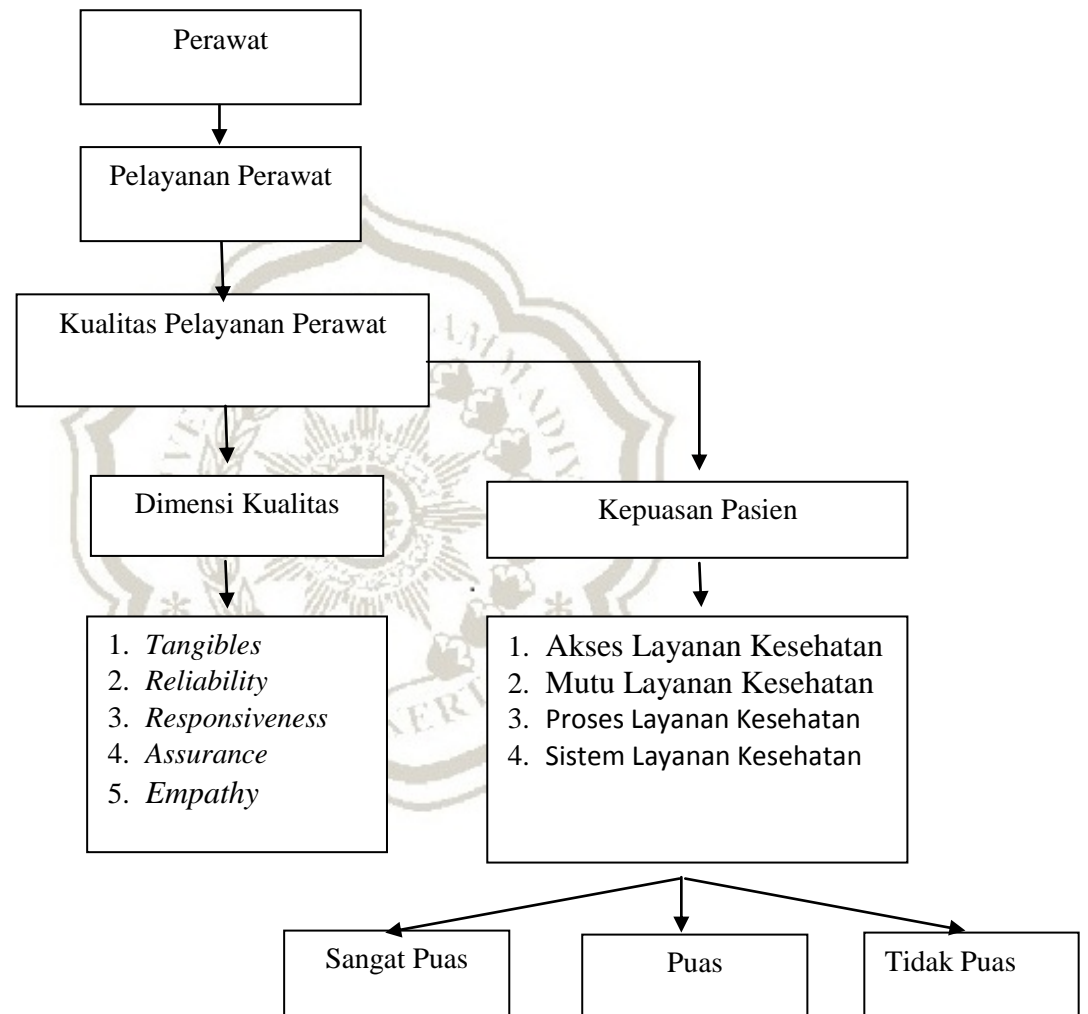 Perawat
Pelayanan Perawat
Kualitas Pelayanan Perawat
Dimensi Kualitas
Kepuasan Pasien
1. Tangibles
2. Reliability
3. Responsiveness
4. Assurance
5. Empathy
1. Akses Layanan Kesehatan
2. Mutu Layanan Kesehatan
3. Proses Layanan Kesehatan
4. Sistem Layanan Kesehatan
Sangat Puas
Puas
Tidak Puas